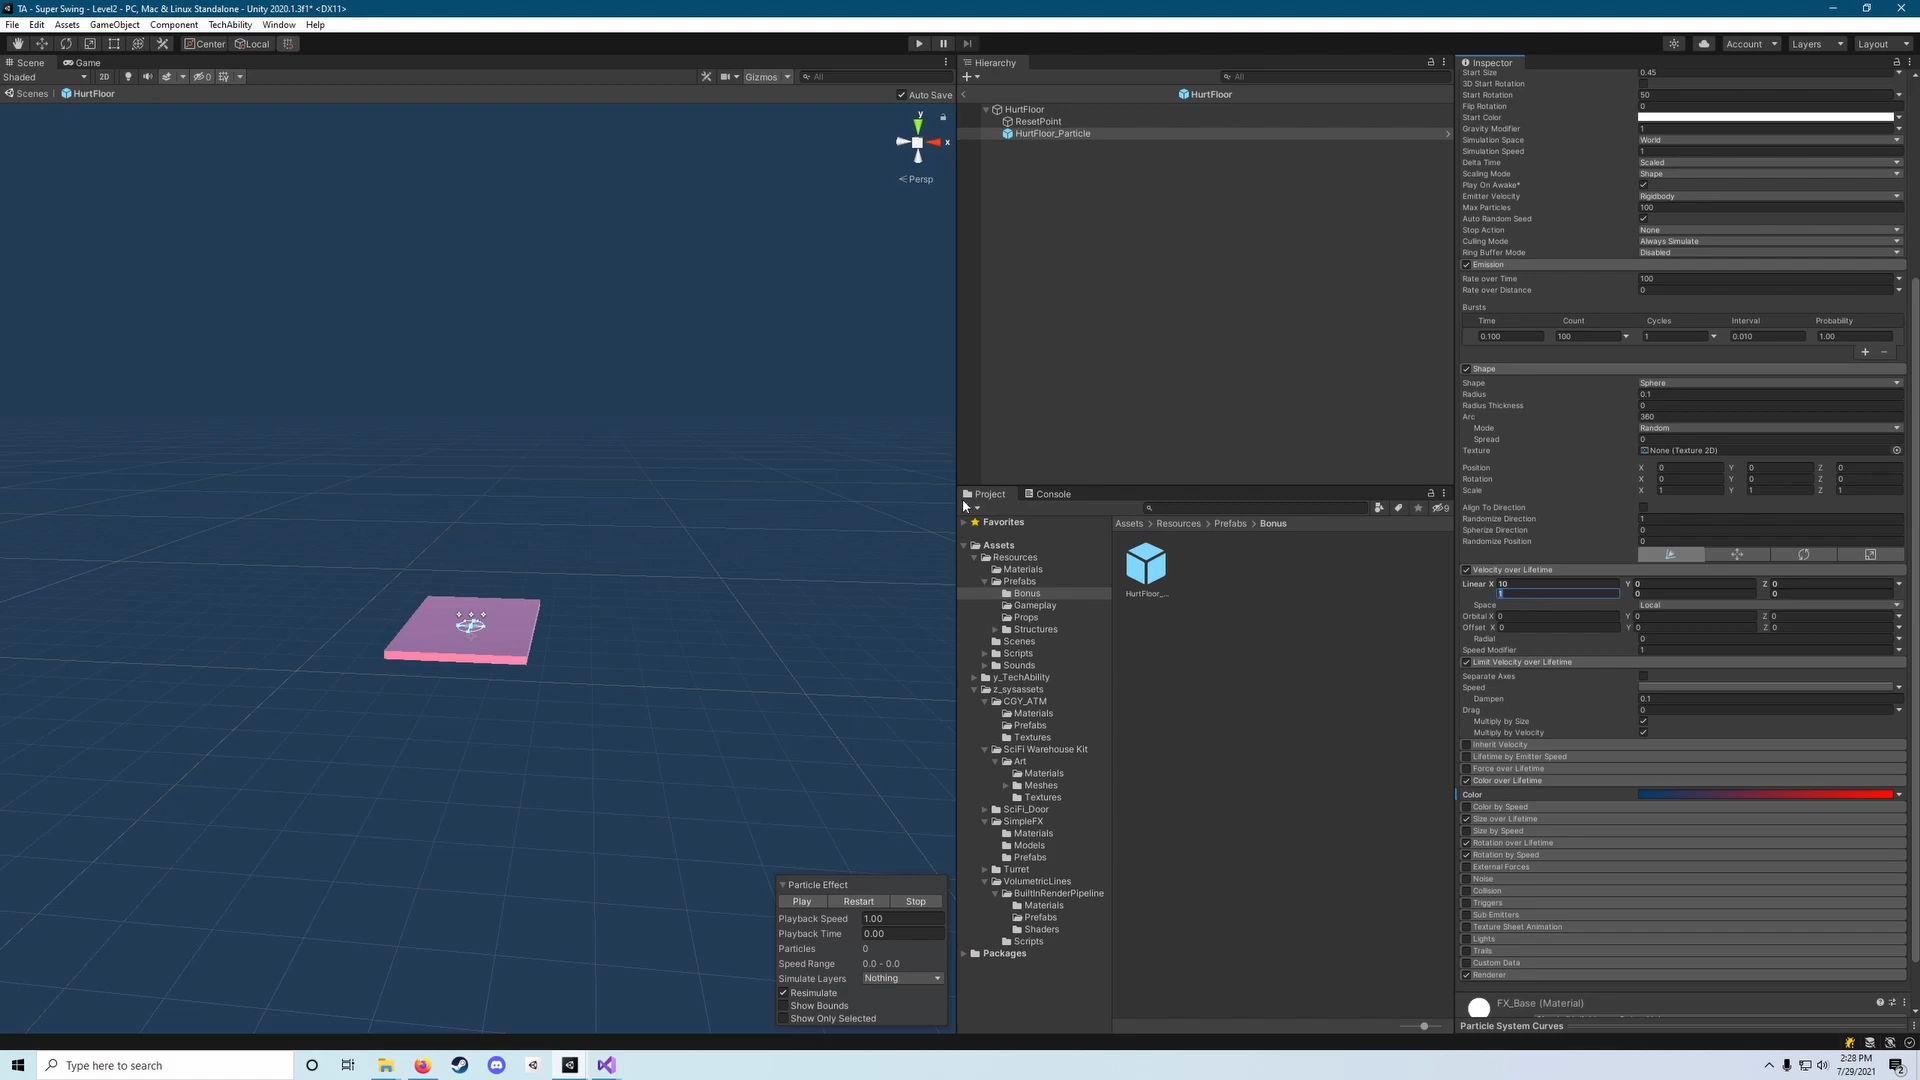 TA - Super Swing - Level2 - PC, Mac & Linux Standalone - Unity 2020.1.3f1* <DX11>
File Edit Assets GameObject Component TechAbility Window Help
Center Local Account Layers Layout
Scene Game
Shaded 2D 0 Gizmos All
Scenes HurtFloor Auto Save
y
x
Persp
Particle Effect
Play Restart Stop
Playback Speed 1.00
Playback Time 0.00
Particles 0
Speed Range 0.0 - 0.0
Simulate Layers Nothing
Resimulate
Show Bounds
Show Only Selected
Hierarchy
All
HurtFloor
HurtFloor
ResetPoint
HurtFloor_Particle
Project Console
9
Favorites
Assets
Resources
Materials
Prefabs
Bonus
Gameplay
Props
Structures
Scenes
Scripts
Sounds
y_TechAbility
z_sysassets
CGY_ATM
Materials
Prefabs
Textures
SciFi Warehouse Kit
Art
Materials
Meshes
Textures
SciFi_Door
SimpleFX
Materials
Models
Prefabs
Turret
VolumetricLines
BuiltInRenderPipeline
Materials
Prefabs
Shaders
Scripts
Packages
Assets > Resources > Prefabs > Bonus
HurtFloor_...
Inspector
Start Size 0.45
3D Start Rotation
Start Rotation 50
Flip Rotation 0
Start Color
Gravity Modifier 1
Simulation Space World
Simulation Speed 1
Delta Time Scaled
Scaling Mode Shape
Play On Awake*
Emitter Velocity Rigidbody
Max Particles 100
Auto Random Seed
Stop Action None
Culling Mode Always Simulate
Ring Buffer Mode Disabled
Emission
Rate over Time 100
Rate over Distance 0
Bursts
Time Count Cycles Interval Probability
0.100 100 1 0.010 1.00
Shape
Shape Sphere
Radius 0.1
Radius Thickness 0
Arc 360
Mode Random
Spread 0
Texture None (Texture 2D)
Position X 0 Y 0 Z 0
Rotation X 0 Y 0 Z 0
Scale X 1 Y 1 Z 1
Align To Direction
Randomize Direction 1
Spherize Direction 0
Randomize Position 0
Velocity over Lifetime
Linear X 10 Y 0 Z 0
1 0 0
Space Local
Orbital X 0 Y 0 Z 0
Offset X 0 Y 0 Z 0
Radial 0
Speed Modifier 1
Limit Velocity over Lifetime
Separate Axes
Speed
Dampen 0.1
Drag 0
Multiply by Size
Multiply by Velocity
Inherit Velocity
Lifetime by Emitter Speed
Force over Lifetime
Color over Lifetime
Color
Color by Speed
Size over Lifetime
Size by Speed
Rotation over Lifetime
Rotation by Speed
External Forces
Noise
Collision
Triggers
Sub Emitters
Texture Sheet Animation
Lights
Trails
Custom Data
Renderer
FX_Base (Material)
Particle System Curves
Type here to search
2:28 PM
7/29/2021
2